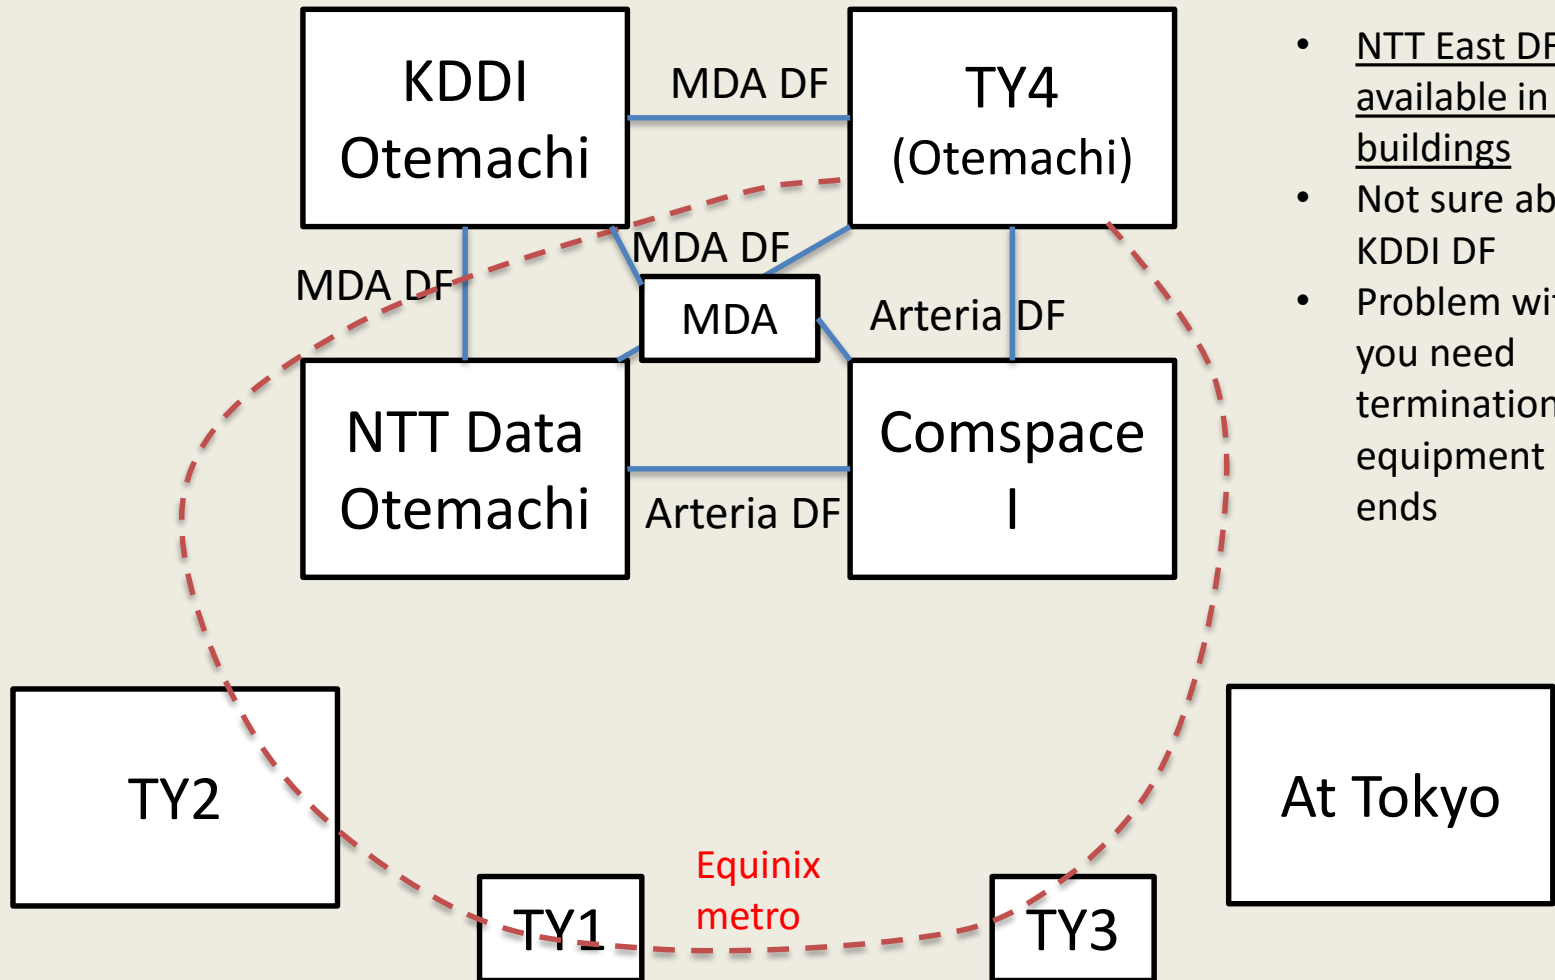 KDDI
Otemachi
MDA DF
TY4
(Otemachi)
MDA DF
MDA DF
MDA
Arteria DF
NTT Data
Otemachi
Arteria DF
Comspace
I
TY2
TY1
Equinix
metro
TY3
At Tokyo
• NTT East DF
available in
buildings
• Not sure ab
KDDI DF
• Problem wi
you need
termination
equipment
ends